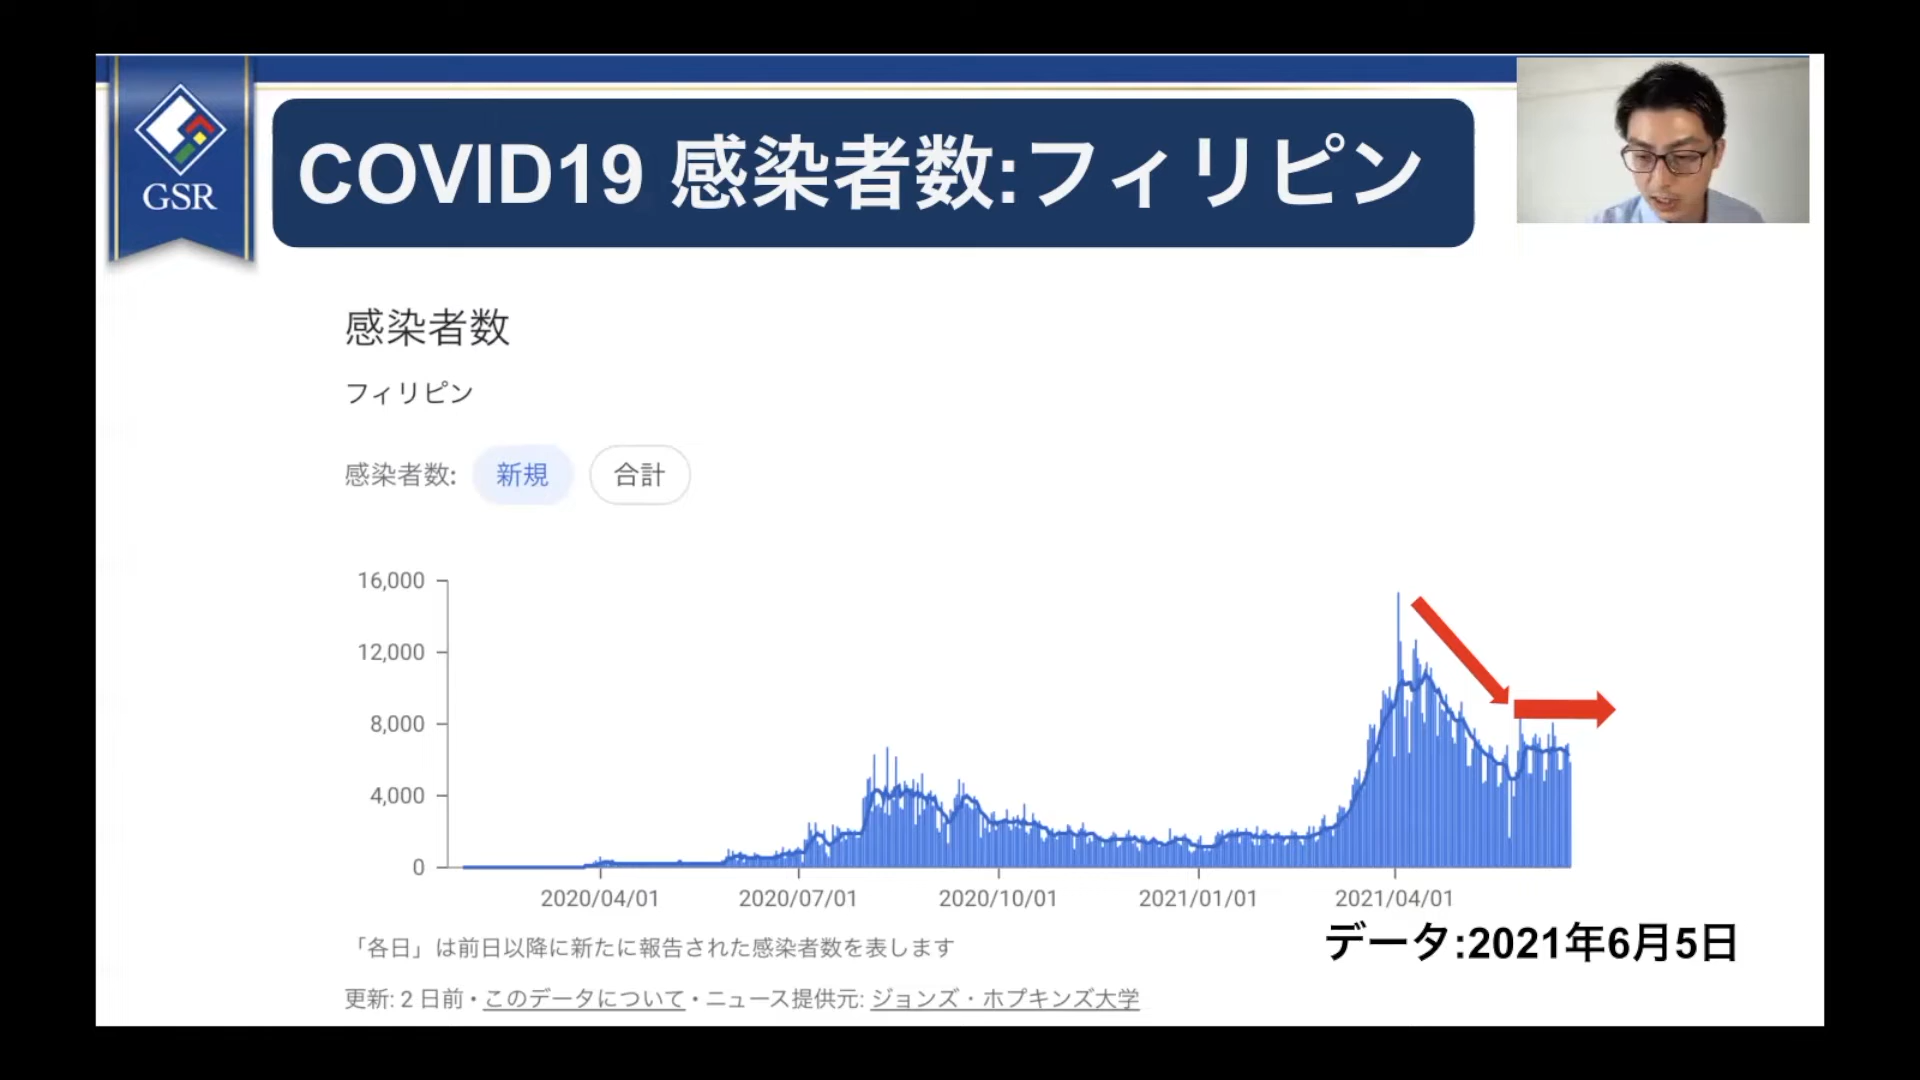 GSR
COVID19 感染者数:フィリピン
感染者数
フィリピン
感染者数: 新規 合計
16,000
12,000
8,000
4,000
0
2020/04/01 2020/07/01 2020/10/01 2021/01/01 2021/04/01
データ:2021年6月5日
「各日」は前日以降に新たに報告された感染者数を表します
更新: 2 日前・このデータについて・ニュース提供元: ジョンズ・ホプキンズ大学